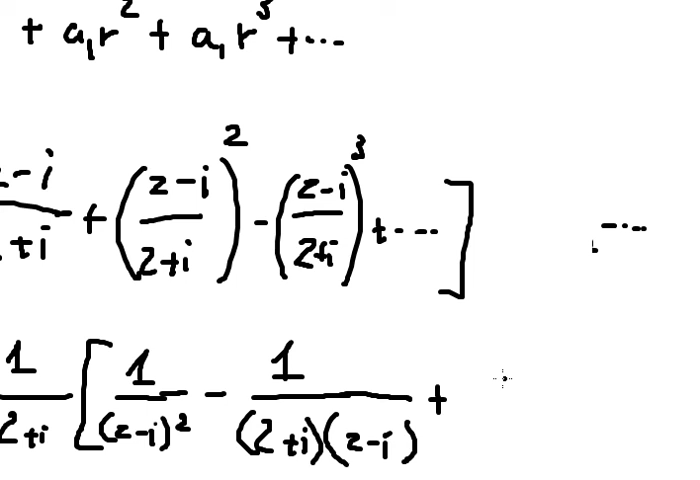 + a₁r² + a₁r³ + ...
z-i/2+i + (z-i/2+i)² - (z-i/2+i)³ + ... ] ...
1/2+i [ 1/(z-i)² - 1/(2+i)(z-i) +